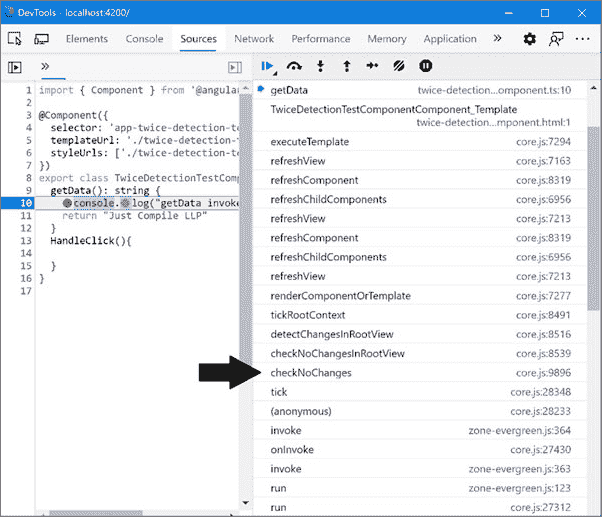 DevTools - localhost:4200/
Elements Console Sources Network Performance Memory Application »
»
1 import { Component } from '@angula
2
3 @Component({
4 selector: 'app-twice-detection-te
5 templateUrl: './twice-detection-t
6 styleUrls: ['./twice-detection-te
7 })
8 export class TwiceDetectionTestComp
9 getData(): string {
10 console.log("getData invoke
11 return "Just Compile LLP"
12 }
13 HandleClick(){
14
15 }
16 }
17
getData twice-detection...omponent.ts:10
TwiceDetectionTestComponentComponent_Template
twice-detection...mponent.html:1
executeTemplate core.js:7294
refreshView core.js:7163
refreshComponent core.js:8319
refreshChildComponents core.js:6956
refreshView core.js:7213
refreshComponent core.js:8319
refreshChildComponents core.js:6956
refreshView core.js:7213
renderComponentOrTemplate core.js:7277
tickRootContext core.js:8491
detectChangesInRootView core.js:8516
checkNoChangesInRootView core.js:8539
checkNoChanges core.js:9896
tick core.js:28348
(anonymous) core.js:28233
invoke zone-evergreen.js:364
onInvoke core.js:27430
invoke zone-evergreen.js:363
run zone-evergreen.js:123
run core.js:27312